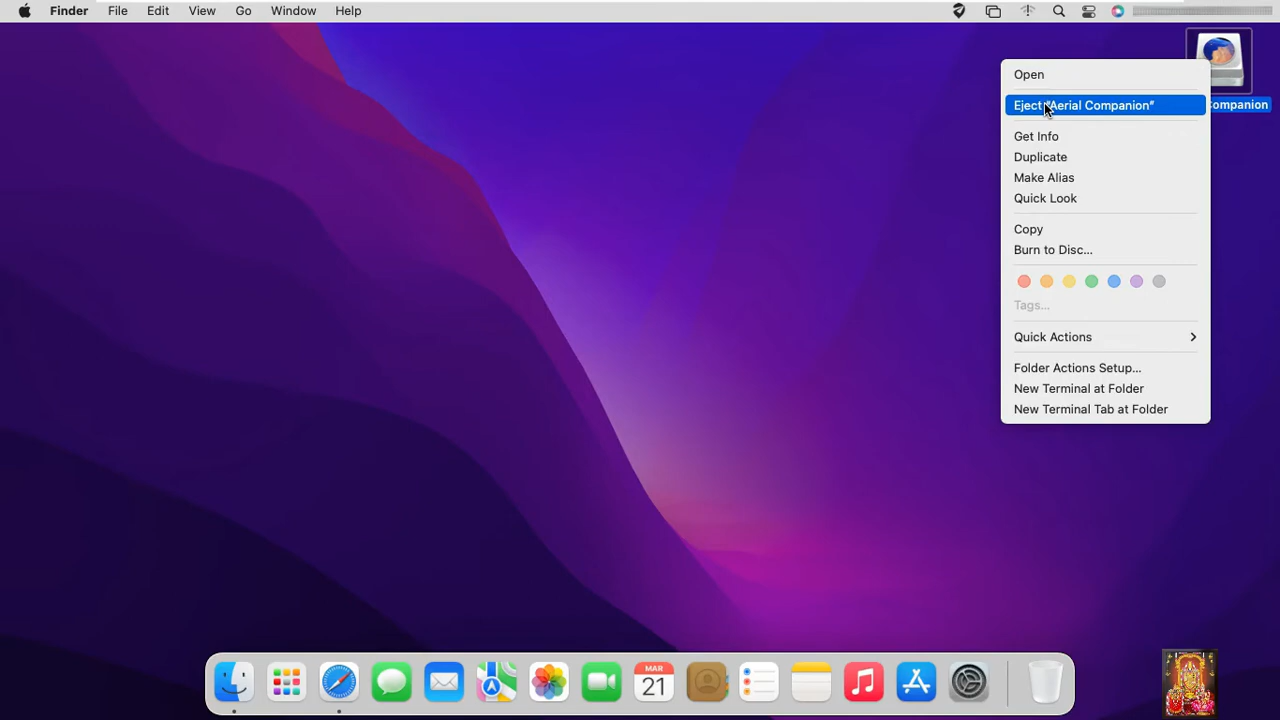 Finder File Edit View Go Window Help
Open
Eject "Aerial Companion"
Companion
Get Info
Duplicate
Make Alias
Quick Look
Copy
Burn to Disc...
Tags...
Quick Actions
Folder Actions Setup...
New Terminal at Folder
New Terminal Tab at Folder
MAR
21